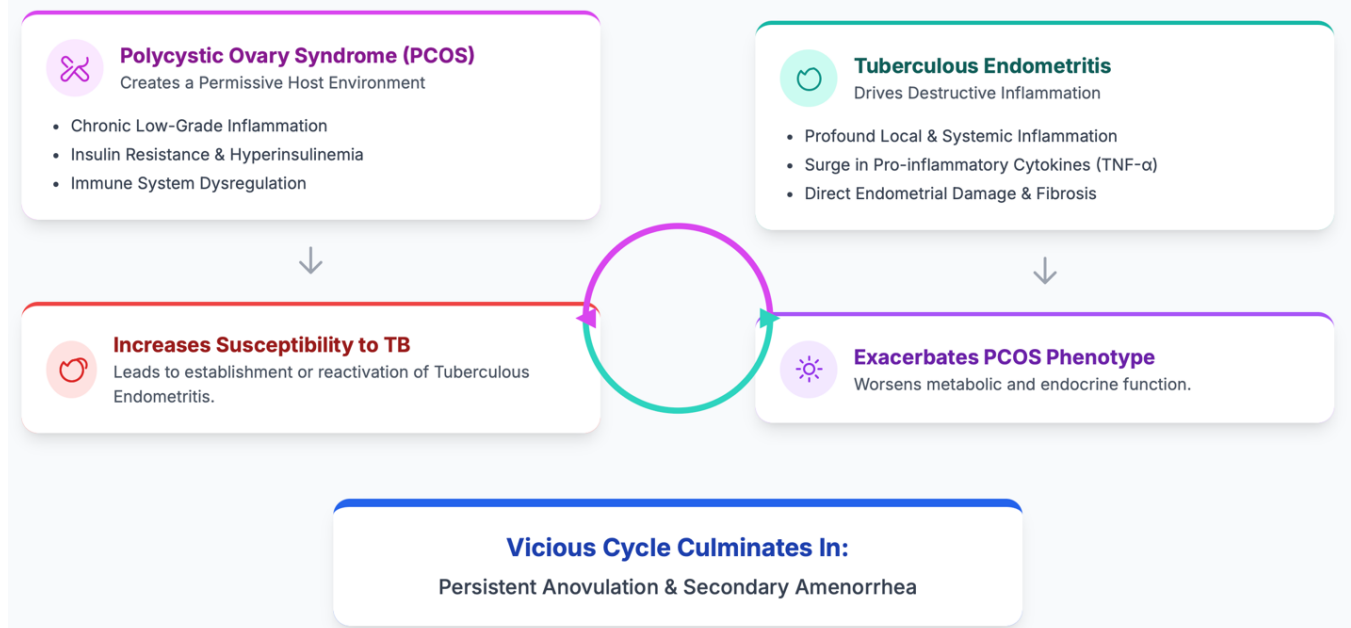 Polycystic Ovary Syndrome (PCOS)
Creates a Permissive Host Environment
• Chronic Low-Grade Inflammation
• Insulin Resistance & Hyperinsulinemia
• Immune System Dysregulation
Increases Susceptibility to TB
Leads to establishment or reactivation of Tuberculous
Endometritis.
Tuberculous Endometritis
Drives Destructive Inflammation
• Profound Local & Systemic Inflammation
• Surge in Pro-inflammatory Cytokines (TNF-α)
• Direct Endometrial Damage & Fibrosis
Exacerbates PCOS Phenotype
Worsens metabolic and endocrine function.
Vicious Cycle Culminates In:
Persistent Anovulation & Secondary Amenorrhea